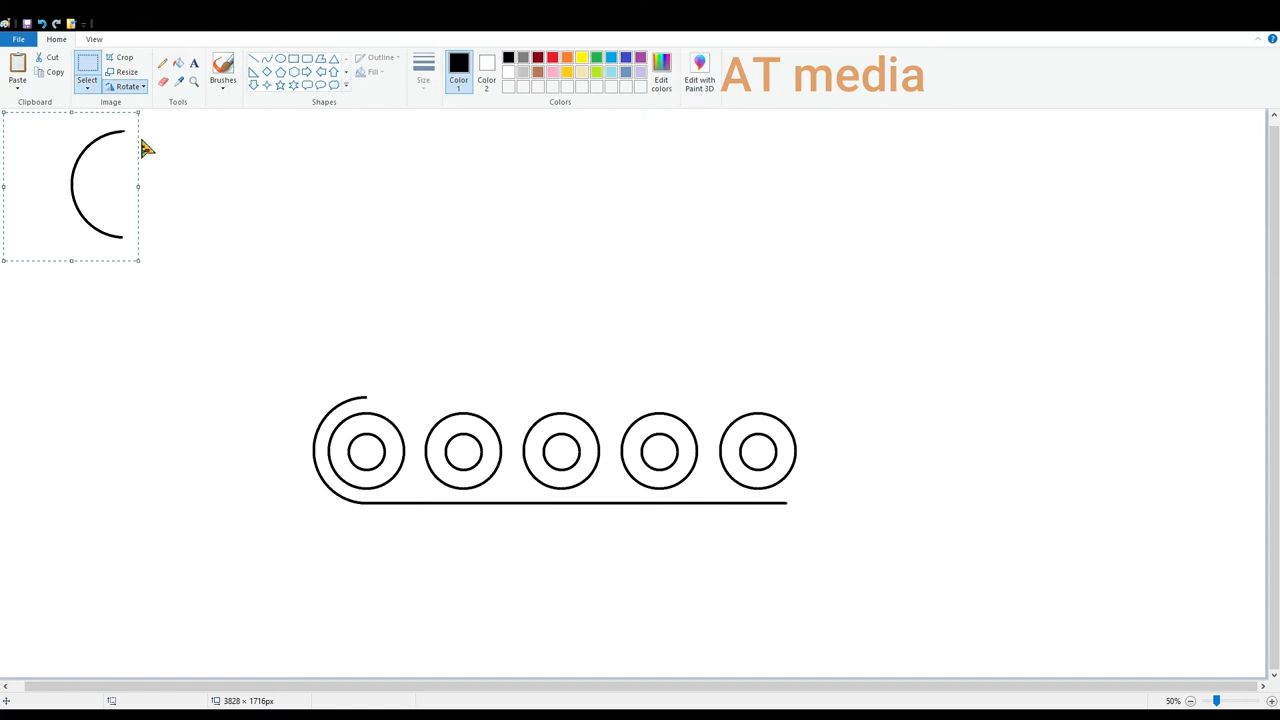 File Home View
Paste
Cut
Copy
Clipboard
Select
Crop
Resize
Rotate
Image
Tools
Brushes
Outline
Fill
Shapes
Size
Color 1
Color 2
Edit colors
Colors
Edit with Paint 3D
AT media
3828 × 1716px
50%